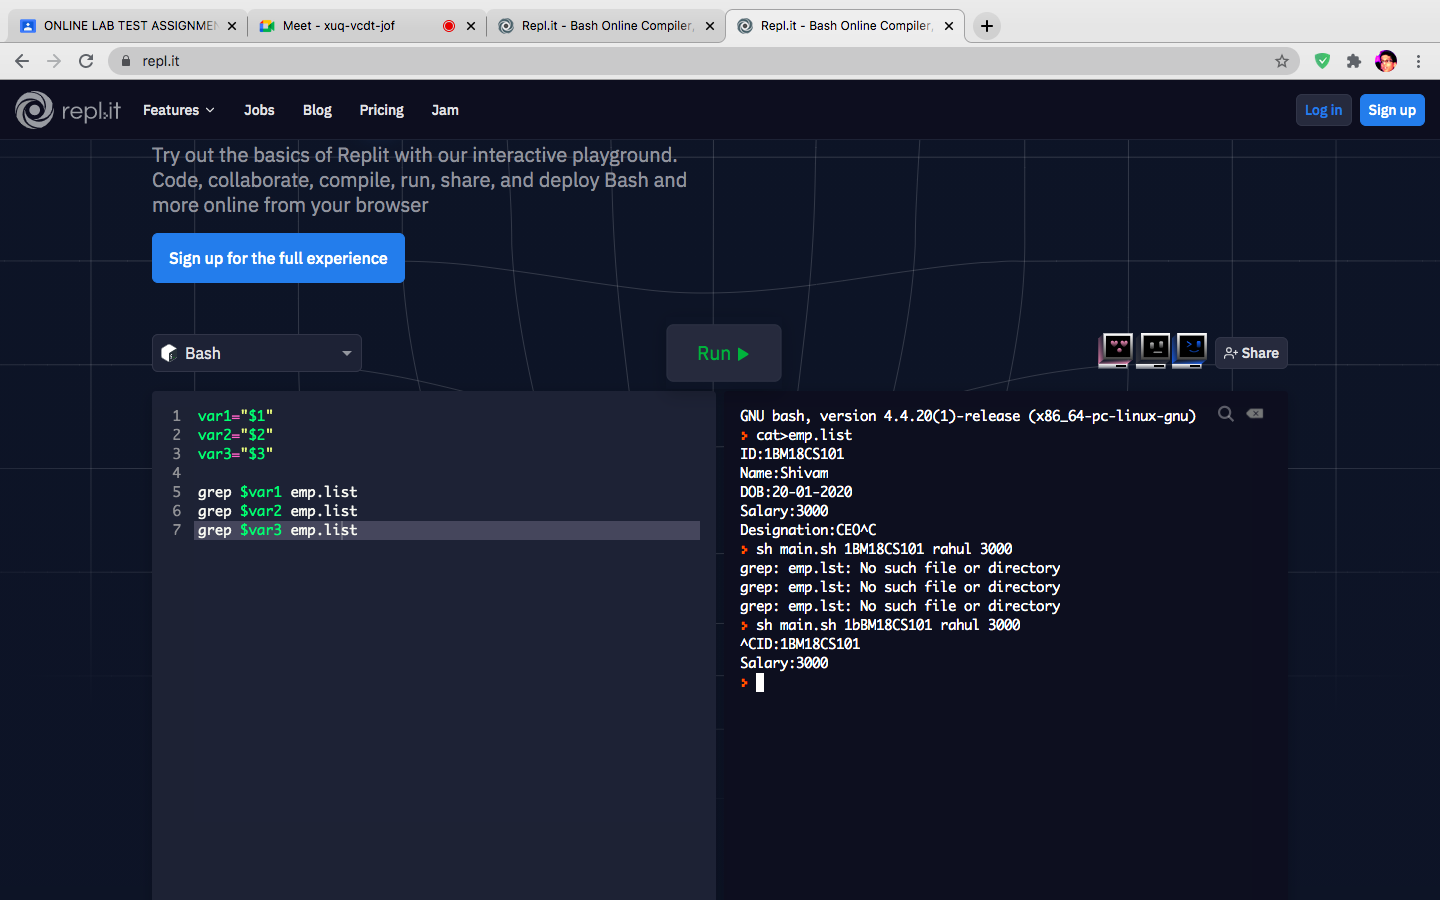 ONLINE LAB TEST ASSIGNMEN
Meet - xuq-vcdt-jof
Repl.it - Bash Online Compiler,
Repl.it - Bash Online Compiler,
repl.it
repl.it
Features
Jobs
Blog
Pricing
Jam
Log in
Sign up
Try out the basics of Replit with our interactive playground.
Code, collaborate, compile, run, share, and deploy Bash and
more online from your browser
Sign up for the full experience
Bash
Run
Share
1 var1="$1"
2 var2="$2"
3 var3="$3"
4
5 grep $var1 emp.list
6 grep $var2 emp.list
7 grep $var3 emp.list
GNU bash, version 4.4.20(1)-release (x86_64-pc-linux-gnu)
> cat>emp.list
ID:1BM18CS101
Name:Shivam
DOB:20-01-2020
Salary:3000
Designation:CEO^C
> sh main.sh 1BM18CS101 rahul 3000
grep: emp.lst: No such file or directory
grep: emp.lst: No such file or directory
grep: emp.lst: No such file or directory
> sh main.sh 1bBM18CS101 rahul 3000
^CID:1BM18CS101
Salary:3000
>